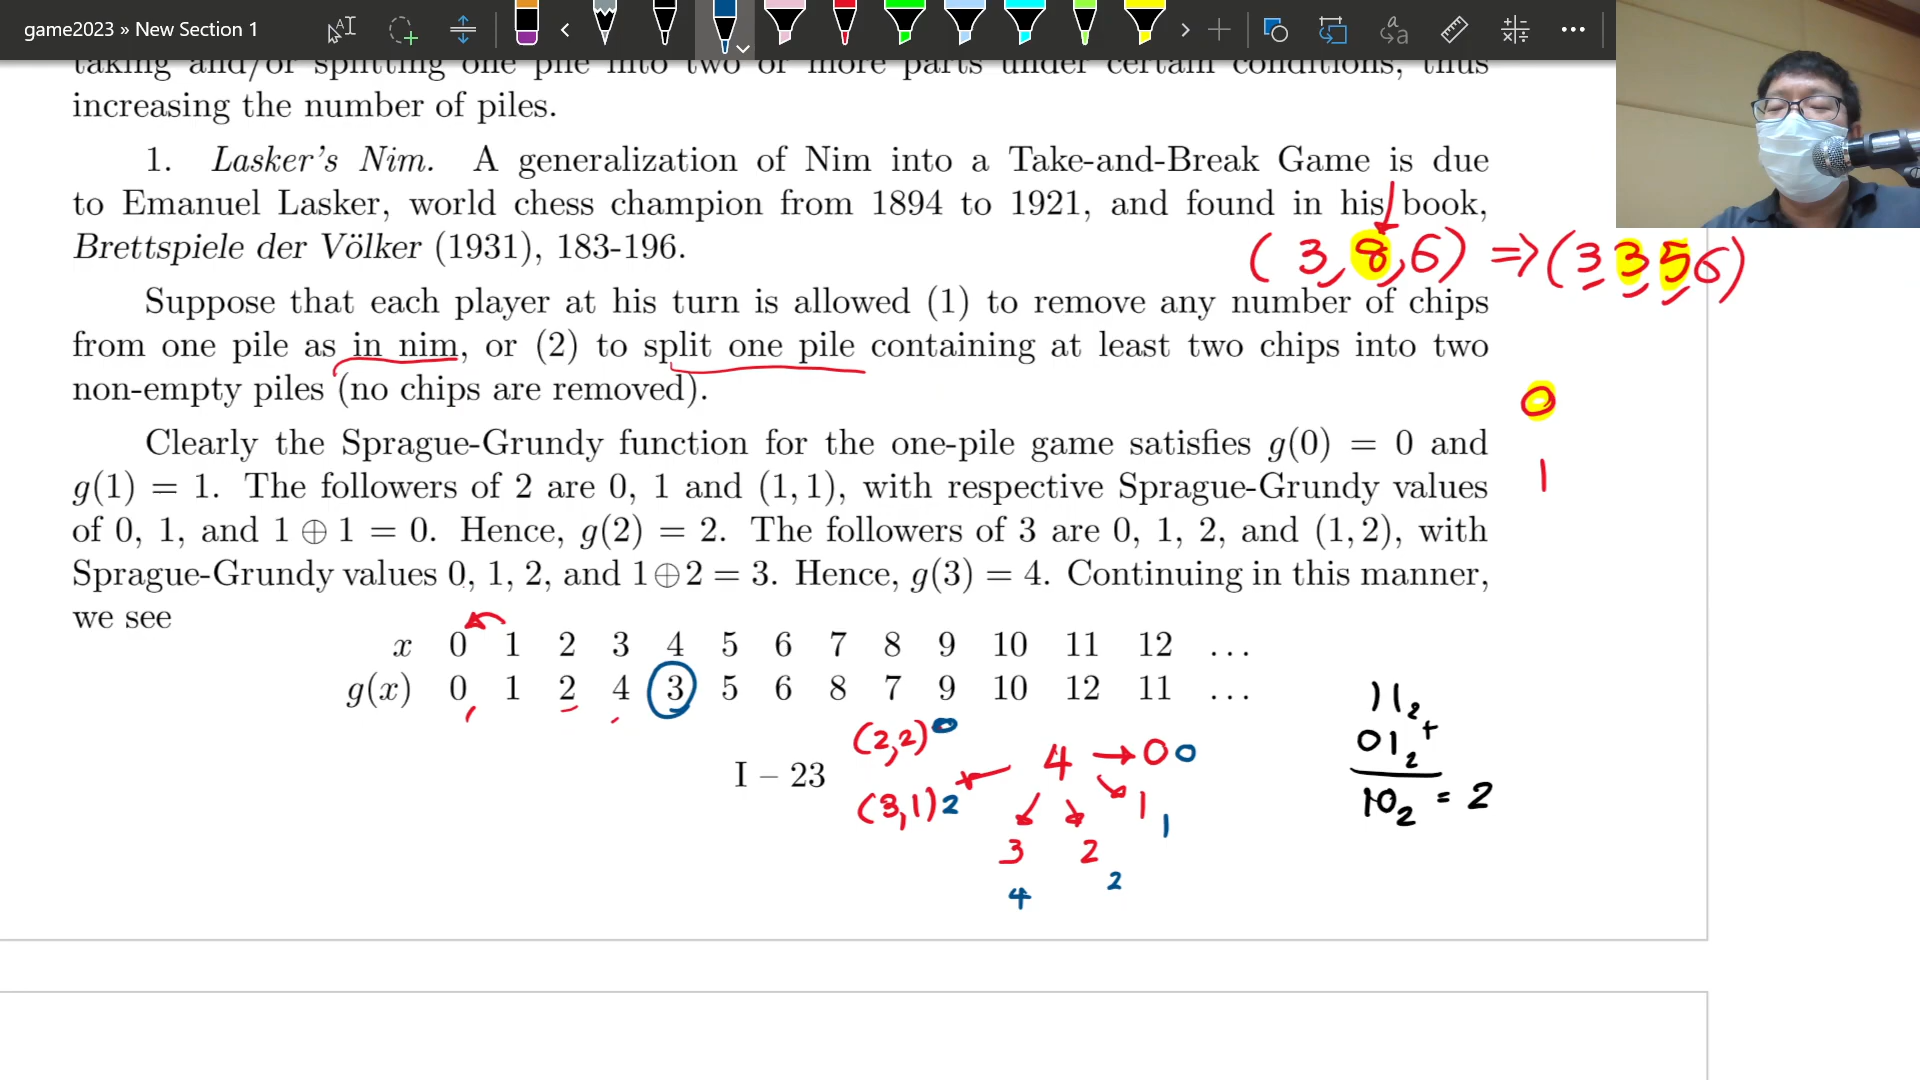 game2023 » New Section 1
taking and/or splitting one pile into two or more parts under certain conditions, thus
increasing the number of piles.
1. Lasker's Nim. A generalization of Nim into a Take-and-Break Game is due
to Emanuel Lasker, world chess champion from 1894 to 1921, and found in his book,
Brettspiele der Völker (1931), 183-196.
(3,8,6) ⇒ (3 3 5 6)
Suppose that each player at his turn is allowed (1) to remove any number of chips
from one pile as in nim, or (2) to split one pile containing at least two chips into two
non-empty piles (no chips are removed).
0
Clearly the Sprague-Grundy function for the one-pile game satisfies g(0) = 0 and
g(1) = 1. The followers of 2 are 0, 1 and (1, 1), with respective Sprague-Grundy values
1
of 0, 1, and 1 ⊕ 1 = 0. Hence, g(2) = 2. The followers of 3 are 0, 1, 2, and (1, 2), with
Sprague-Grundy values 0, 1, 2, and 1⊕2 = 3. Hence, g(3) = 4. Continuing in this manner,
we see
x 0 1 2 3 4 5 6 7 8 9 10 11 12 ...
g(x) 0 1 2 4 3 5 6 8 7 9 10 12 11 ...
11₂
01₂ +
10₂ = 2
(2,2) 0
4 → 0 0
I – 23
(3,1) 2
1
1
3 2
4 2